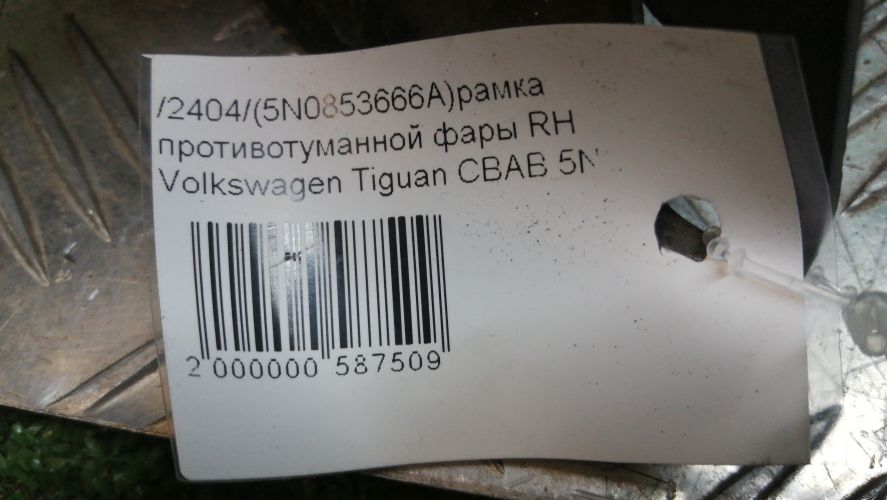 /2404/(5N0853666A)рамка
противотуманной фары RH
Volkswagen Tiguan CBAB 5N
2 000000 587509